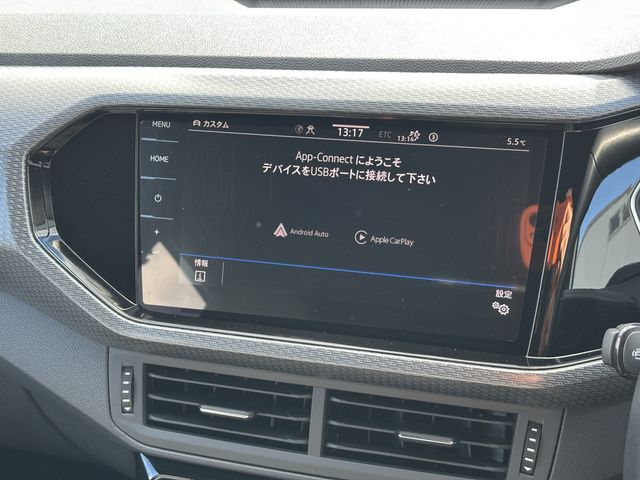 MENU
カスタム
13:17
ETC
13:14
5.5℃
HOME
App-Connect にようこそ
デバイスをUSBポートに接続して下さい
Android Auto
Apple CarPlay
情報
設定